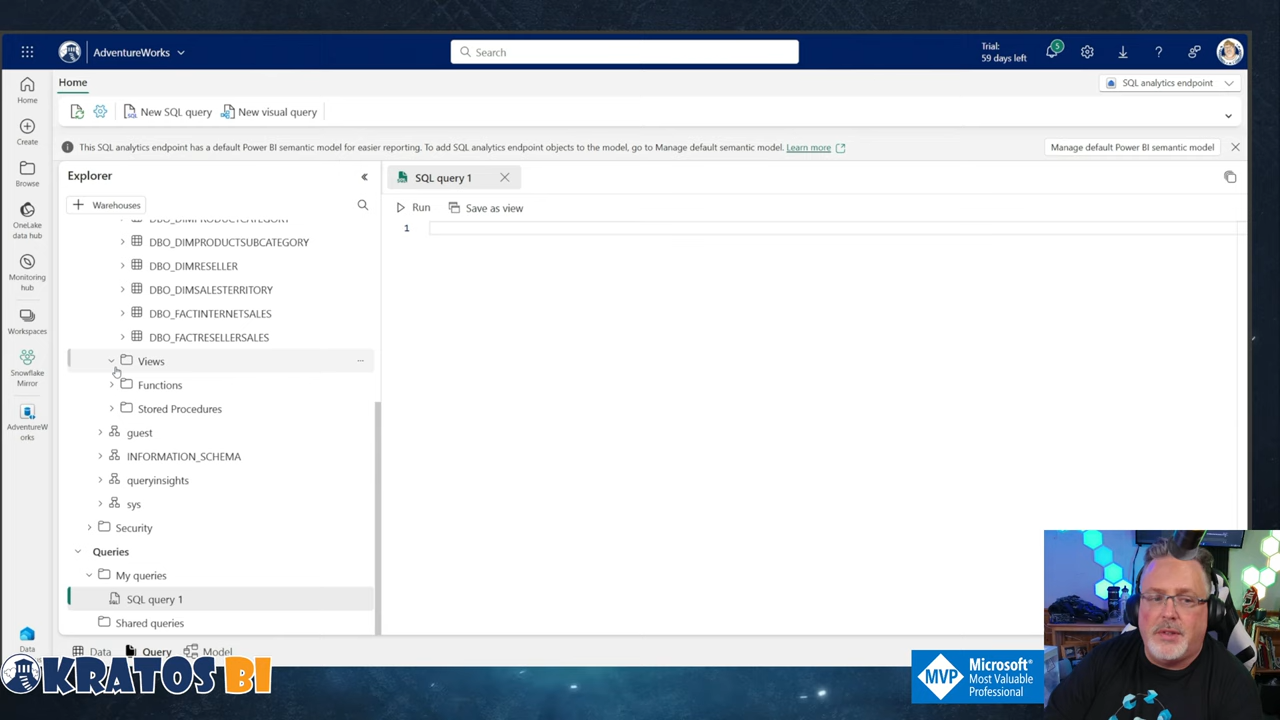 AdventureWorks
Search
Trial:
59 days left
5
Home
SQL analytics endpoint
New SQL query
New visual query
This SQL analytics endpoint has a default Power BI semantic model for easier reporting. To add SQL analytics endpoint objects to the model, go to Manage default semantic model. Learn more
Manage default Power BI semantic model
Home
Create
Browse
OneLake
data hub
Monitoring
hub
Workspaces
Snowflake
Mirror
AdventureW
orks
Data
Explorer
Warehouses
DBO_DIMPRODUCTCATEGORY
DBO_DIMPRODUCTSUBCATEGORY
DBO_DIMRESELLER
DBO_DIMSALESTERRITORY
DBO_FACTINTERNETSALES
DBO_FACTRESELLERSALES
Views
Functions
Stored Procedures
guest
INFORMATION_SCHEMA
queryinsights
sys
Security
Queries
My queries
SQL query 1
Shared queries
Data
Query
Model
SQL query 1
Run
Save as view
1
KRATOS BI
MVP
Microsoft
Most Valuable
Professional